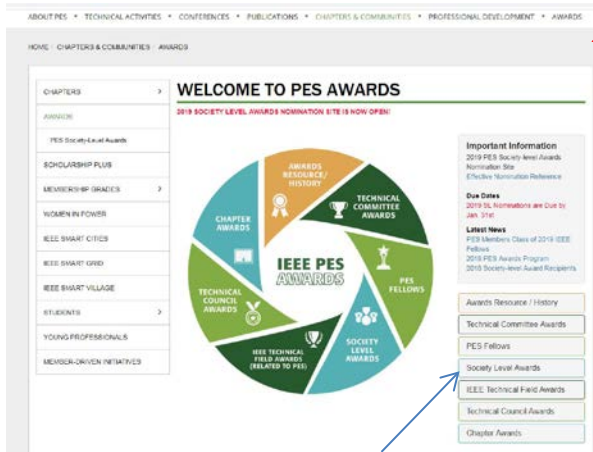 ABOUT PES ▾ TECHNICAL ACTIVITIES ▾ CONFERENCES ▾ PUBLICATIONS ▾ CHAPTERS & COMMUNITIES ▾ PROFESSIONAL DEVELOPMENT ▾ AWARDS
HOME / CHAPTERS & COMMUNITIES / AWARDS
CHAPTERS >
AWARDS
PES Society-Level Awards
SCHOLARSHIP PLUS
MEMBERSHIP GRADES >
WOMEN IN POWER
IEEE SMART CITIES
IEEE SMART GRID
IEEE SMART VILLAGE
STUDENTS >
YOUNG PROFESSIONALS
MEMBER-DRIVEN INITIATIVES
WELCOME TO PES AWARDS
2019 SOCIETY LEVEL AWARDS NOMINATION SITE IS NOW OPEN!
AWARDS
RESOURCE/
HISTORY
TECHNICAL
COMMITTEE
AWARDS
PES
FELLOWS
SOCIETY
LEVEL
AWARDS
IEEE TECHNICAL
FIELD AWARDS
(RELATED TO PES)
TECHNICAL
COUNCIL
AWARDS
CHAPTER
AWARDS
IEEE PES
AWARDS
Important Information
2019 PES Society-level Awards
Nomination Site
Effective Nomination Reference
Due Dates
2019 SL Nominations are Due by
Jan. 31st
Latest News
PES Members Class of 2019 IEEE
Fellows
2018 PES Awards Program
2018 Society-level Award Recipients
Awards Resource / History
Technical Committee Awards
PES Fellows
Society Level Awards
IEEE Technical Field Awards
Technical Council Awards
Chapter Awards